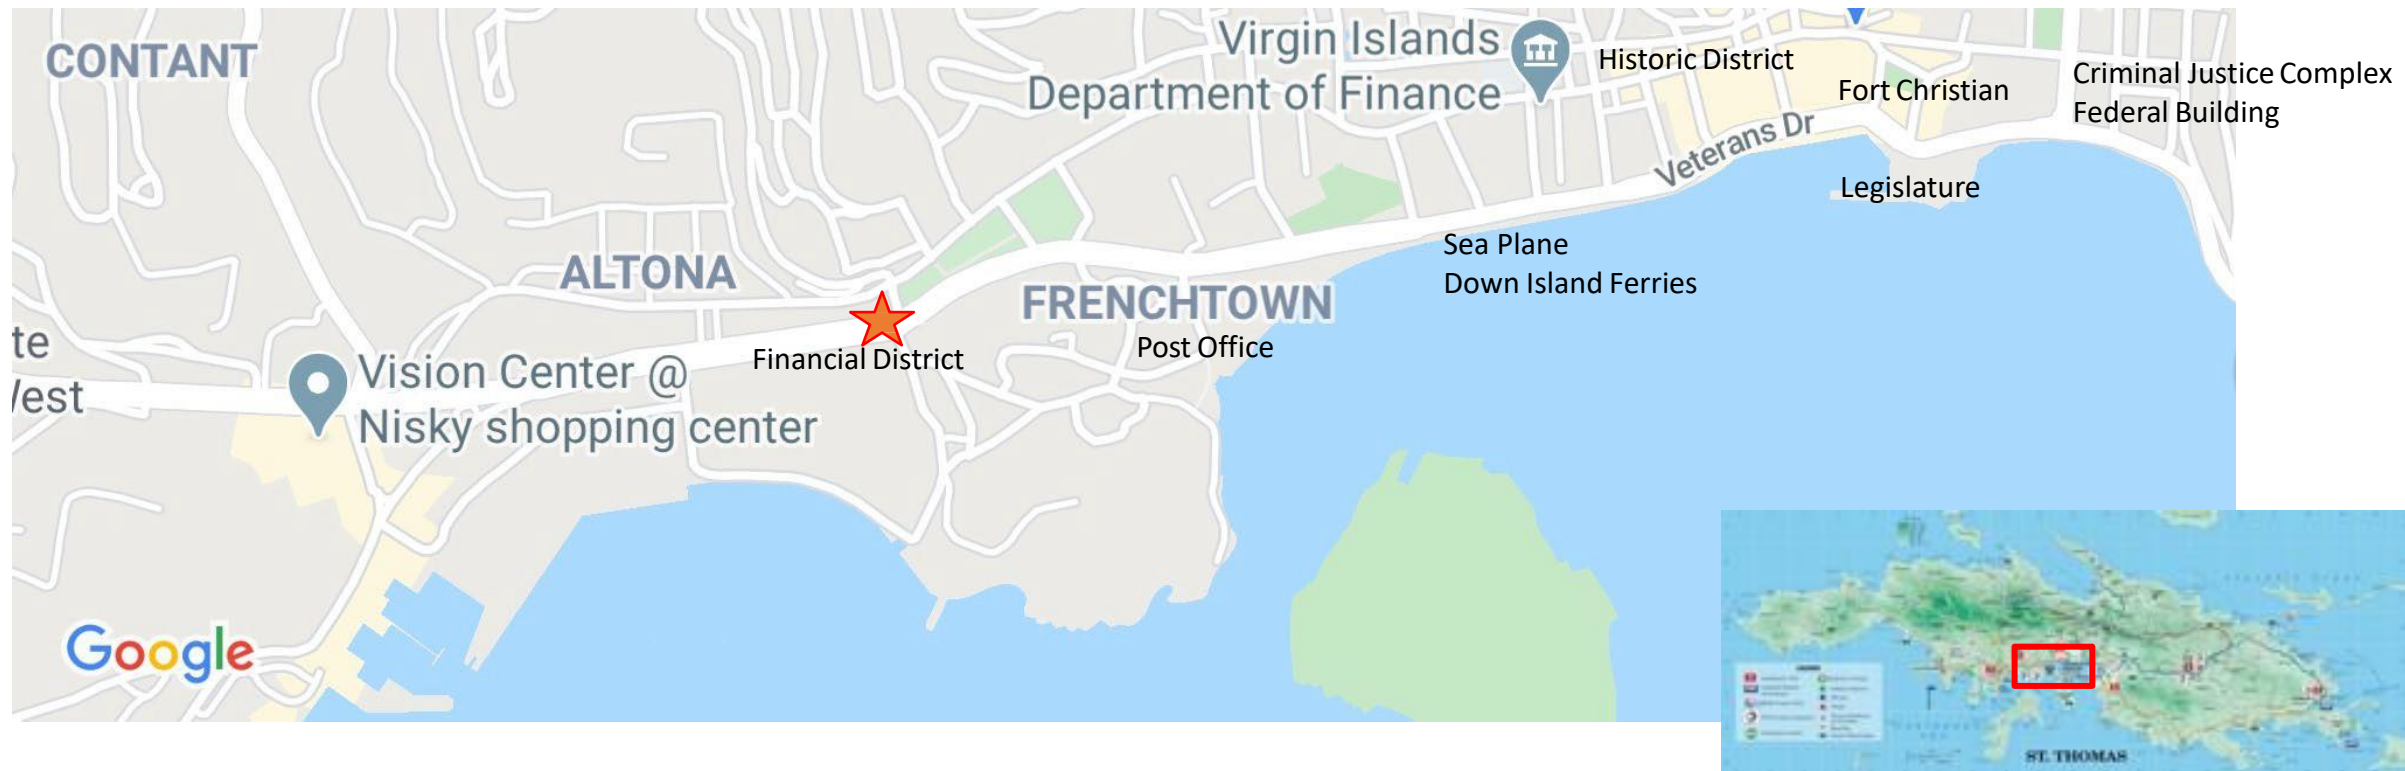 CONTANT
Virgin Islands
Department of Finance
Historic District
Fort Christian
Criminal Justice Complex
Federal Building
Veterans Dr
Legislature
Sea Plane
Down Island Ferries
ALTONA
FRENCHTOWN
Post Office
Financial District
te
/est
Vision Center @
Nisky shopping center
Google
ST. THOMAS